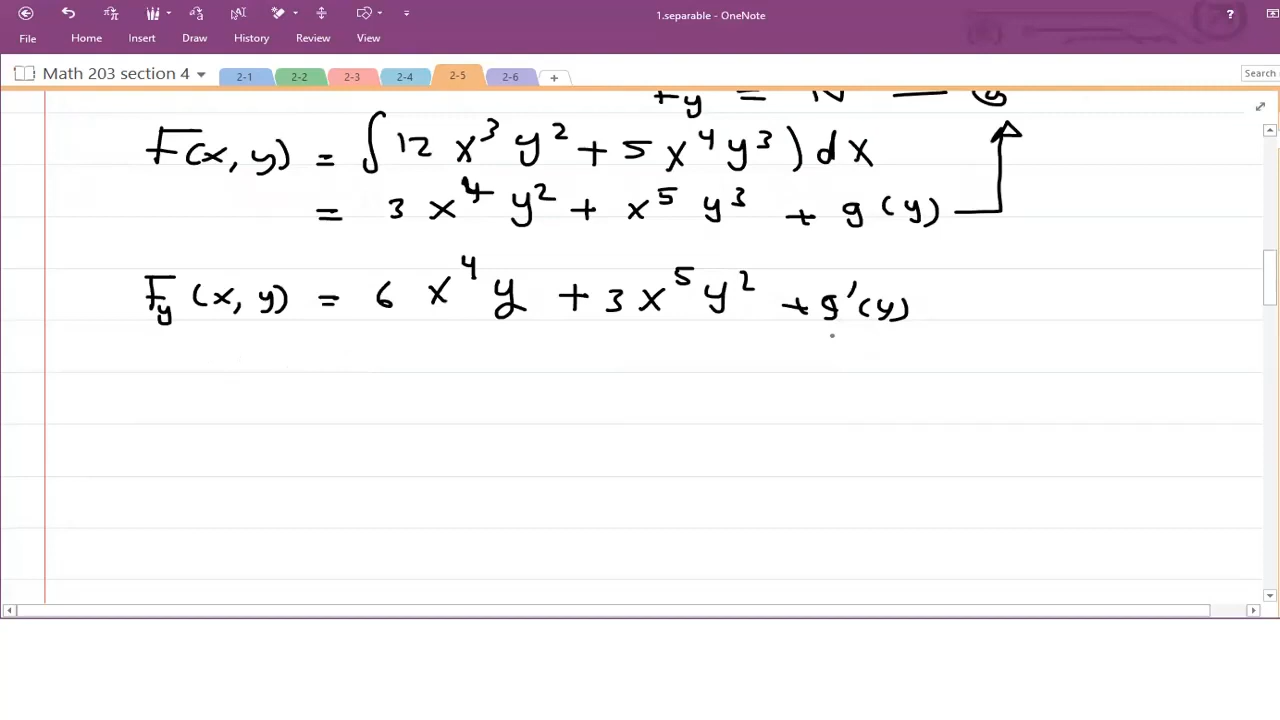 1.separable - OneNote
?
File Home Insert Draw History Review View
Math 203 section 4 2-1 2-2 2-3 2-4 2-5 2-6 +
Search
F(x, y) = ∫ 12 x³ y² + 5 x⁴ y³ ) d x
= 3 x⁴ y² + x⁵ y³ + g (y)
F_y (x, y) = 6 x⁴ y + 3 x⁵ y² + g'(y)